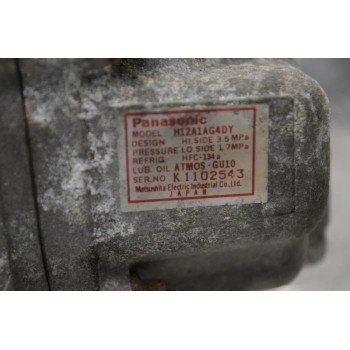 Panasonic
MODEL H12A1AG4DY
DESIGN HI SIDE 3.6 MPa
PRESSURE LO SIDE 1.7MPa
REFRIG. HFC-134a
LUB. OIL ATMOS-GU10
SER.NO K1102543
Matsushita Electric Industrial Co., Ltd.
JAPAN